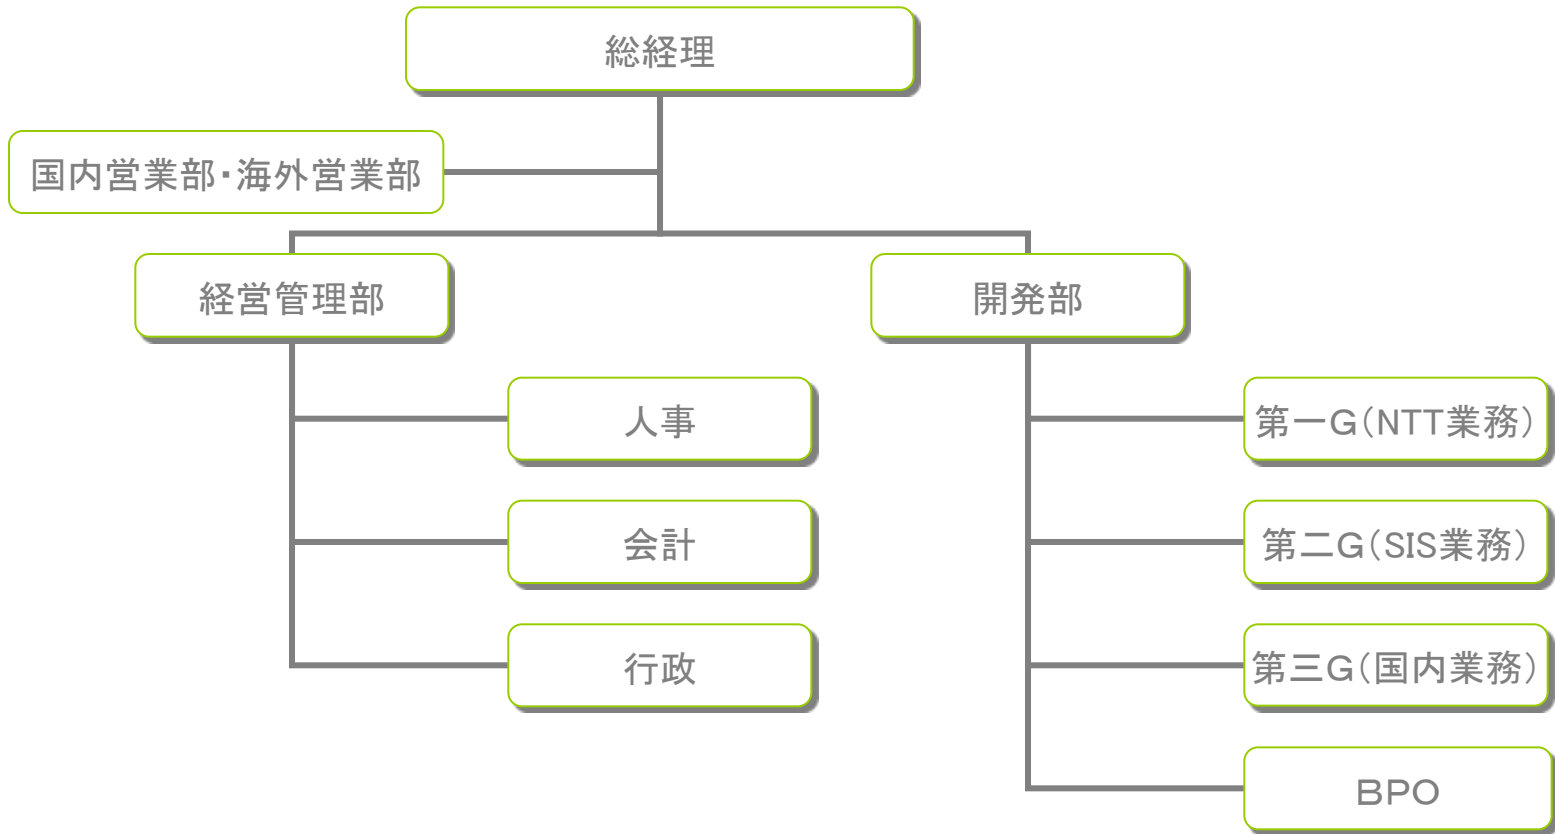 総経理
国内営業部・海外営業部
経営管理部
開発部
人事
第一G(NTT業務)
会計
第二G(SIS業務)
行政
第三G(国内業務)
BPO